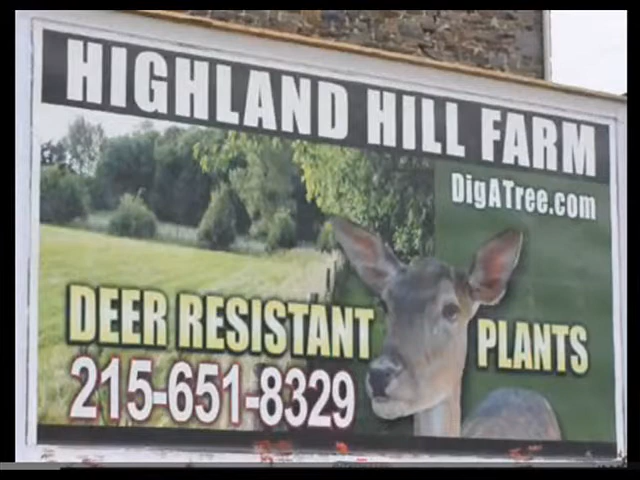 HIGHLAND HILL FARM
DigATree.com
DEER RESISTANT PLANTS
215-651-8329